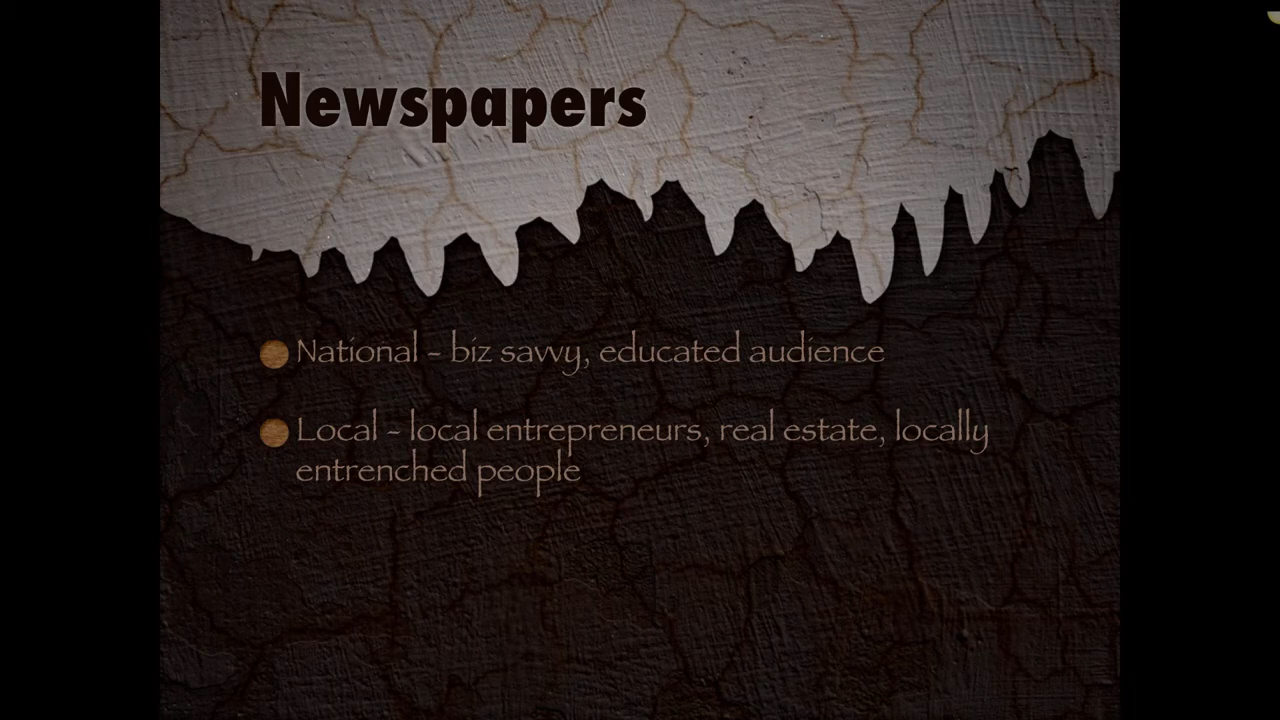 Newspapers
National - biz savvy, educated audience
Local - local entrepreneurs, real estate, locally
entrenched people